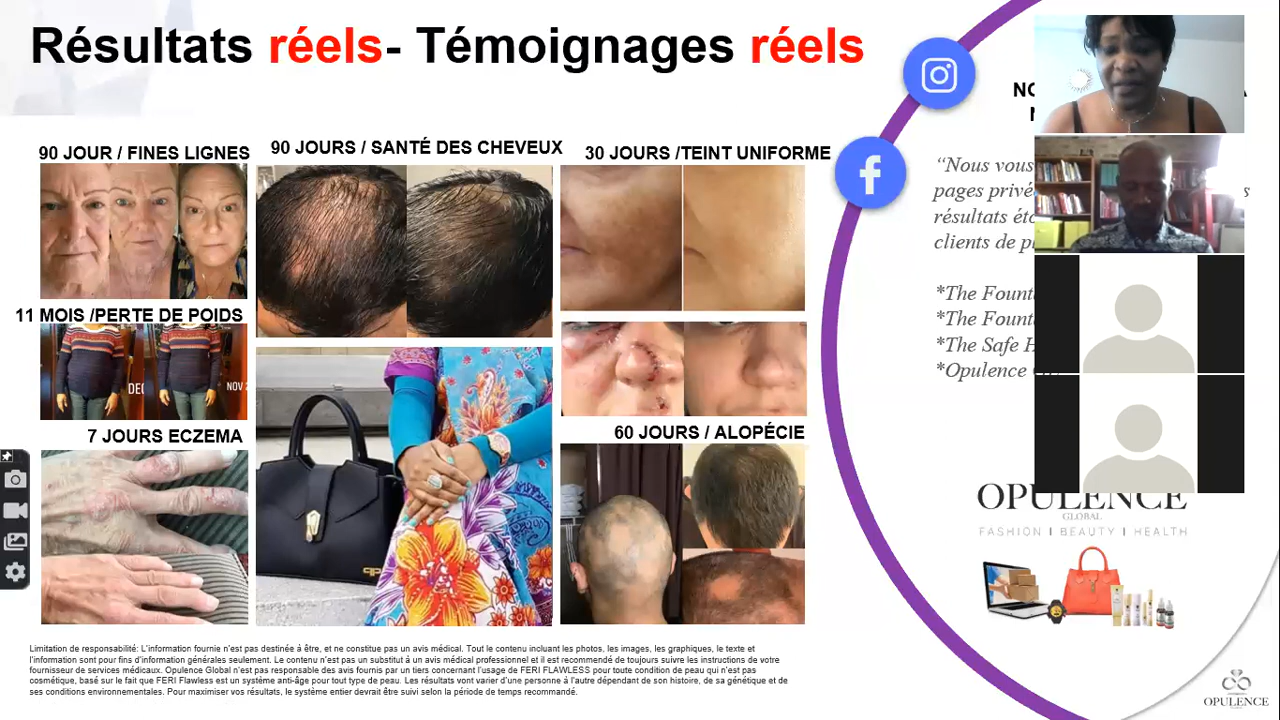 Résultats réels- Témoignages réels
90 JOUR / FINES LIGNES
90 JOURS / SANTÉ DES CHEVEUX
30 JOURS /TEINT UNIFORME
11 MOIS /PERTE DE POIDS
DEC
NOV 2
7 JOURS ECZEMA
60 JOURS / ALOPÉCIE
“Nous vous
pages privé
résultats éto
clients de p
*The Fount
*The Fount
*The Safe H
*Opulence
OPULENCE
GLOBAL
FASHION | BEAUTY | HEALTH
Limitation de responsabilité: L'information fournie n'est pas destinée à être, et ne constitue pas un avis médical. Tout le contenu incluant les photos, les images, les graphiques, le texte et
l'information sont pour fins d'information générales seulement. Le contenu n'est pas un substitut à un avis médical professionnel et il est recommendé de toujours suivre les instructions de votre
fournisseur de services médicaux. Opulence Global n'est pas responsable des avis fournis par un tiers concernant l'usage de FERI FLAWLESS pour toute condition de peau qui n'est pas
cosmétique, basé sur le fait que FERI Flawless est un système anti-âge pour tout type de peau. Les résultats vont varier d'une personne à l'autre dépendant de son histoire, de sa génétique et de
ses conditions environnementales. Pour maximiser vos résultats, le système entier devrait être suivi selon la période de temps recommandé.
OPULENCE